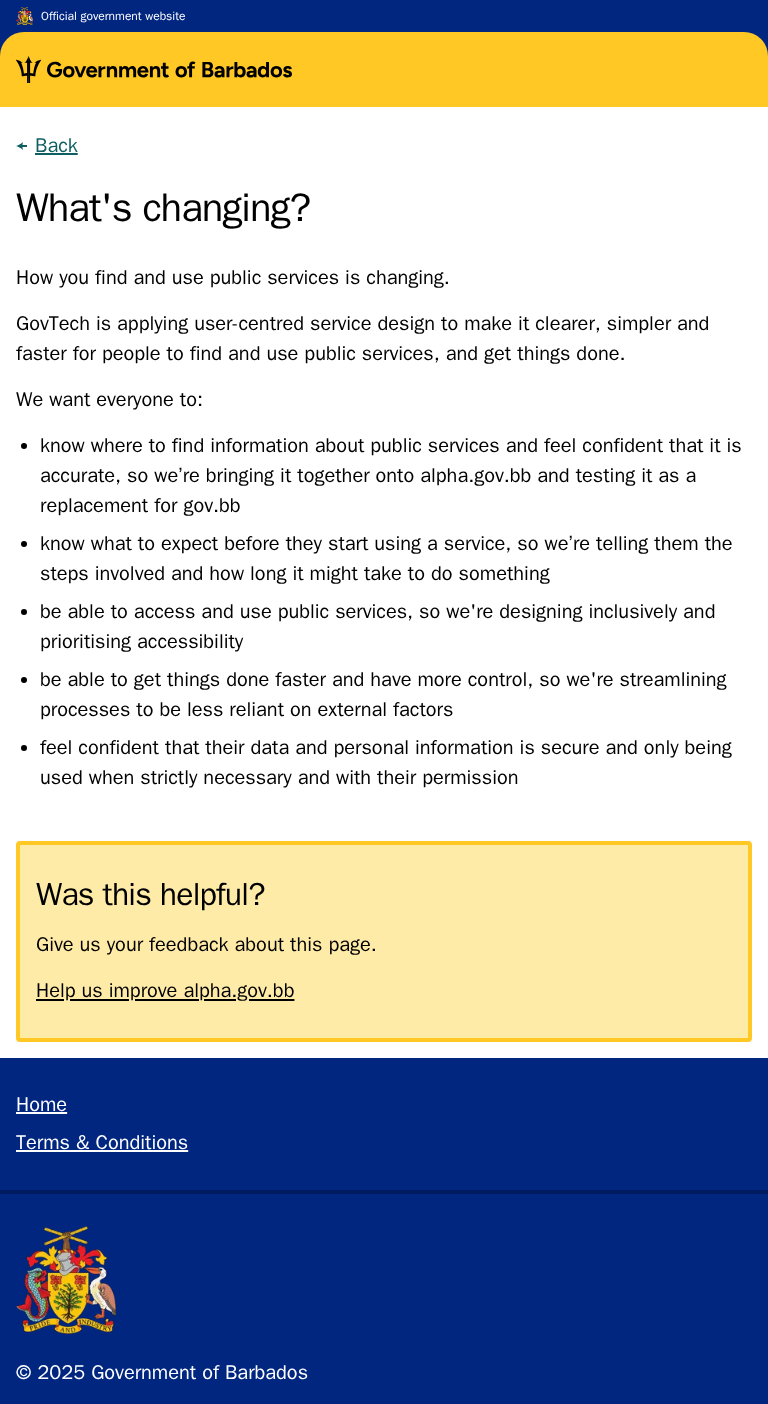 Official government website
Government of Barbados
Back
What's changing?
How you find and use public services is changing.
GovTech is applying user-centred service design to make it clearer, simpler and
faster for people to find and use public services, and get things done.
We want everyone to:
know where to find information about public services and feel confident that it is
accurate, so we’re bringing it together onto alpha.gov.bb and testing it as a
replacement for gov.bb
know what to expect before they start using a service, so we’re telling them the
steps involved and how long it might take to do something
be able to access and use public services, so we're designing inclusively and
prioritising accessibility
be able to get things done faster and have more control, so we're streamlining
processes to be less reliant on external factors
feel confident that their data and personal information is secure and only being
used when strictly necessary and with their permission
Was this helpful?
Give us your feedback about this page.
Help us improve alpha.gov.bb
Home
Terms & Conditions
PRIDE AND INDUSTRY
© 2025 Government of Barbados